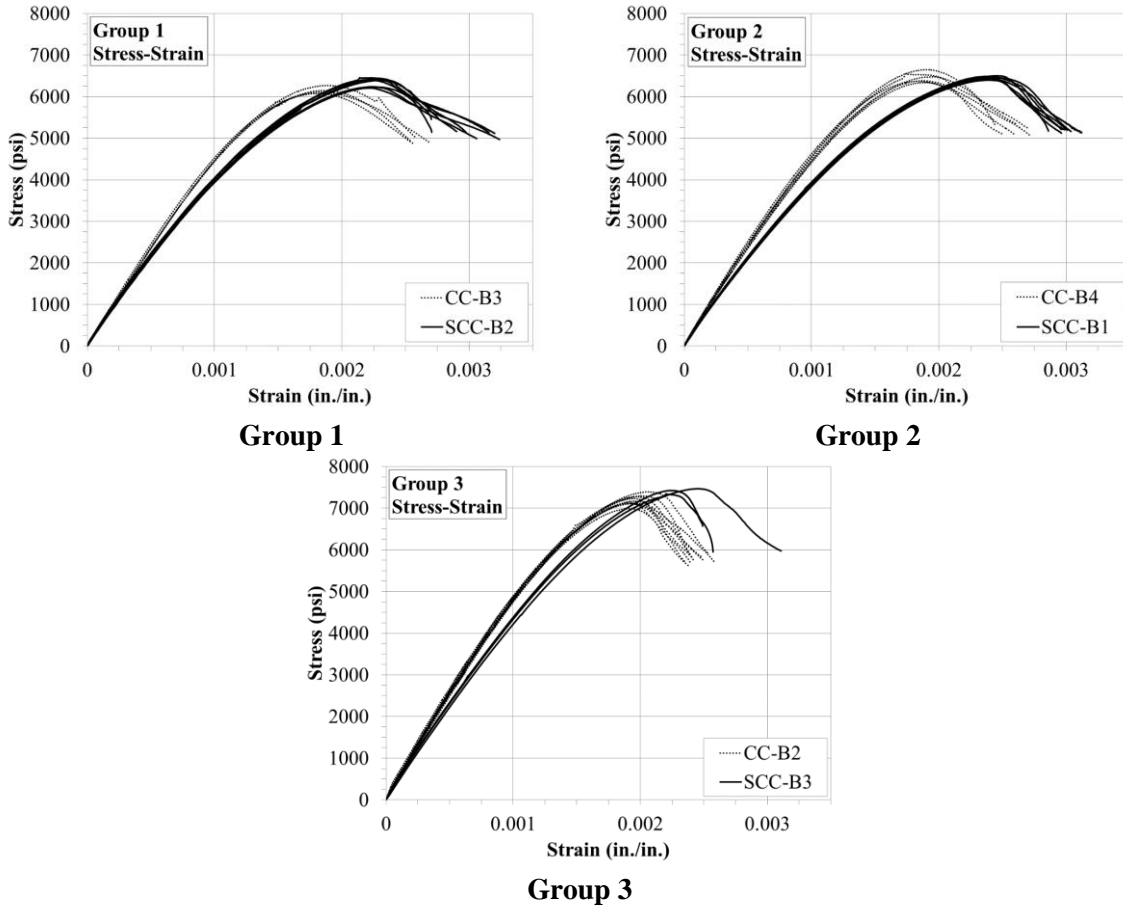 Group 1
Stress-Strain
8000
7000
6000
5000
4000
3000
2000
1000
0
Stress (psi)
0
0.001
0.002
0.003
Strain (in./in.)
CC-B3
SCC-B2
Group 1
Group 2
Stress-Strain
8000
7000
6000
5000
4000
3000
2000
1000
0
Stress (psi)
0
0.001
0.002
0.003
Strain (in./in.)
CC-B4
SCC-B1
Group 2
Group 3
Stress-Strain
8000
7000
6000
5000
4000
3000
2000
1000
0
Stress (psi)
0
0.001
0.002
0.003
Strain (in./in.)
CC-B2
SCC-B3
Group 3